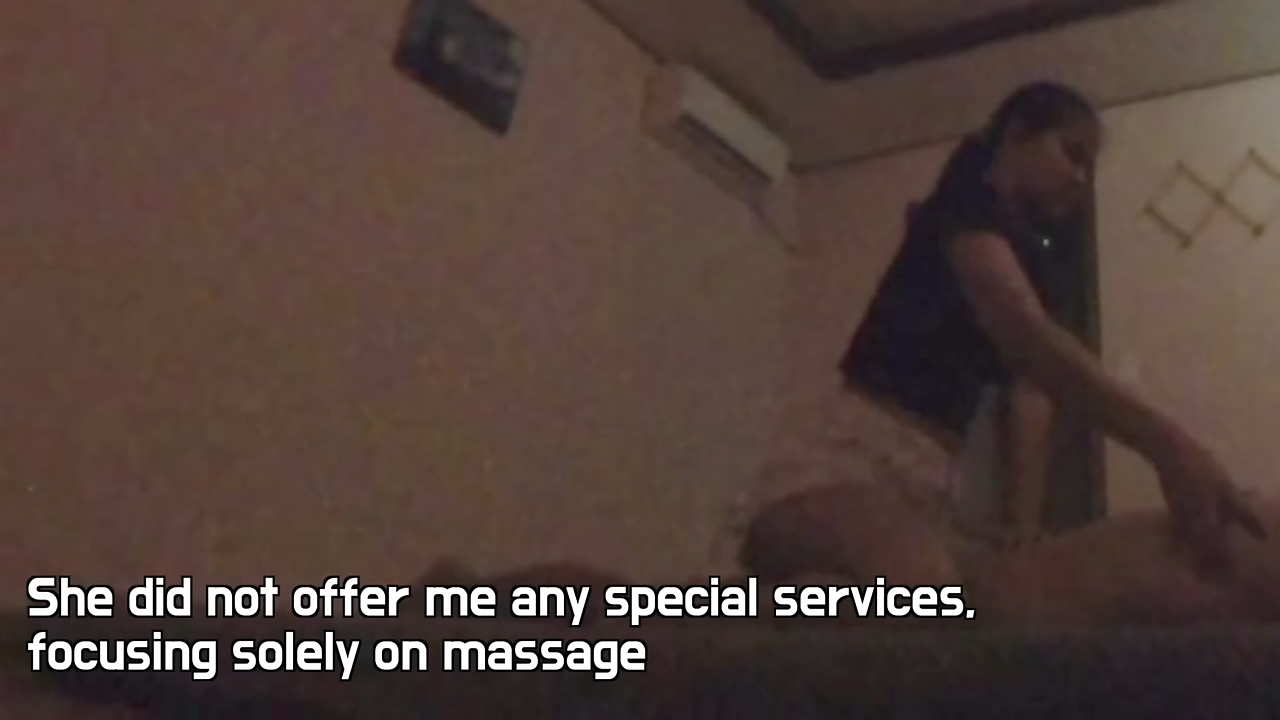 She did not offer me any special services,
focusing solely on massage